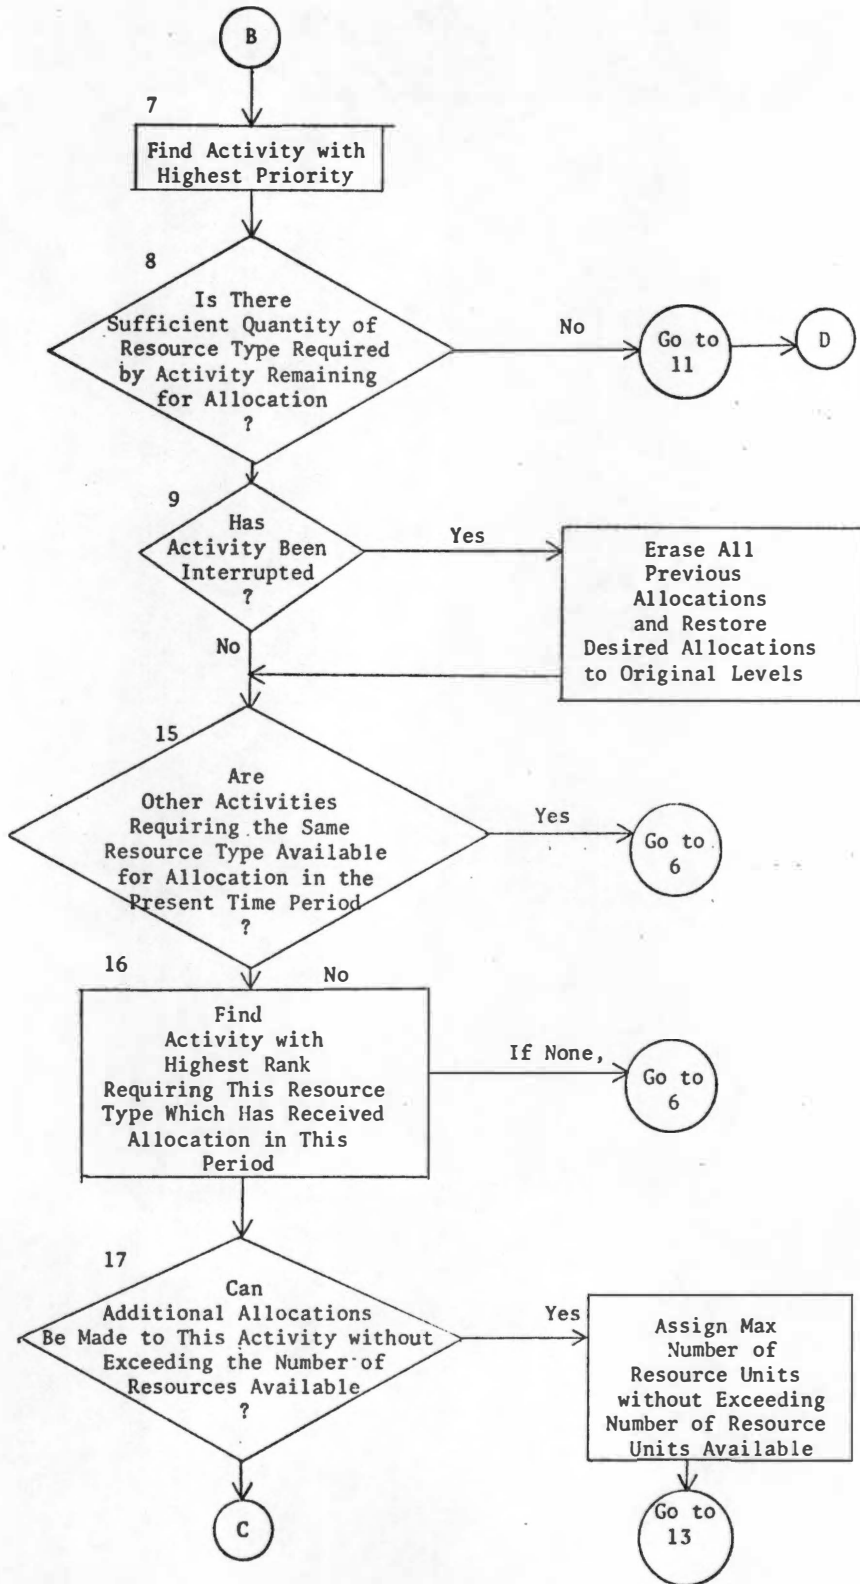 B
7
Find Activity with
Highest Priority
8
Is There
Sufficient Quantity of
Resource Type Required
by Activity Remaining
for Allocation
?
No
Go to
11
D
9
Has
Activity Been
Interrupted
?
Yes
Erase All
Previous
Allocations
and Restore
Desired Allocations
to Original Levels
No
15
Are
Other Activities
Requiring the Same
Resource Type Available
for Allocation in the
Present Time Period
?
Yes
Go to
6
16
No
Find
Activity with
Highest Rank
Requiring This Resource
Type Which Has Received
Allocation in This
Period
If None,
Go to
6
17
Can
Additional Allocations
Be Made to This Activity without
Exceeding the Number of
Resources Available
?
Yes
Assign Max
Number of
Resource Units
without Exceeding
Number of Resource
Units Available
C
Go to
13